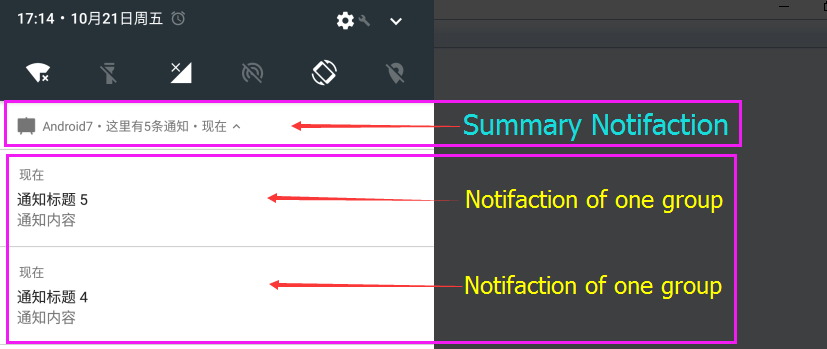 17:14 • 10月21日周五
Android7 • 这里有5条通知 • 现在
Summary Notifaction
现在
通知标题 5
通知内容
Notifaction of one group
现在
通知标题 4
通知内容
Notifaction of one group